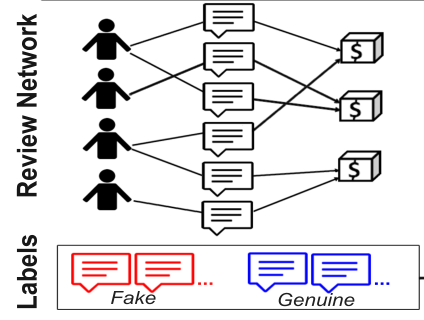 Review Network
$
$
$
Labels
... ...
Fake Genuine